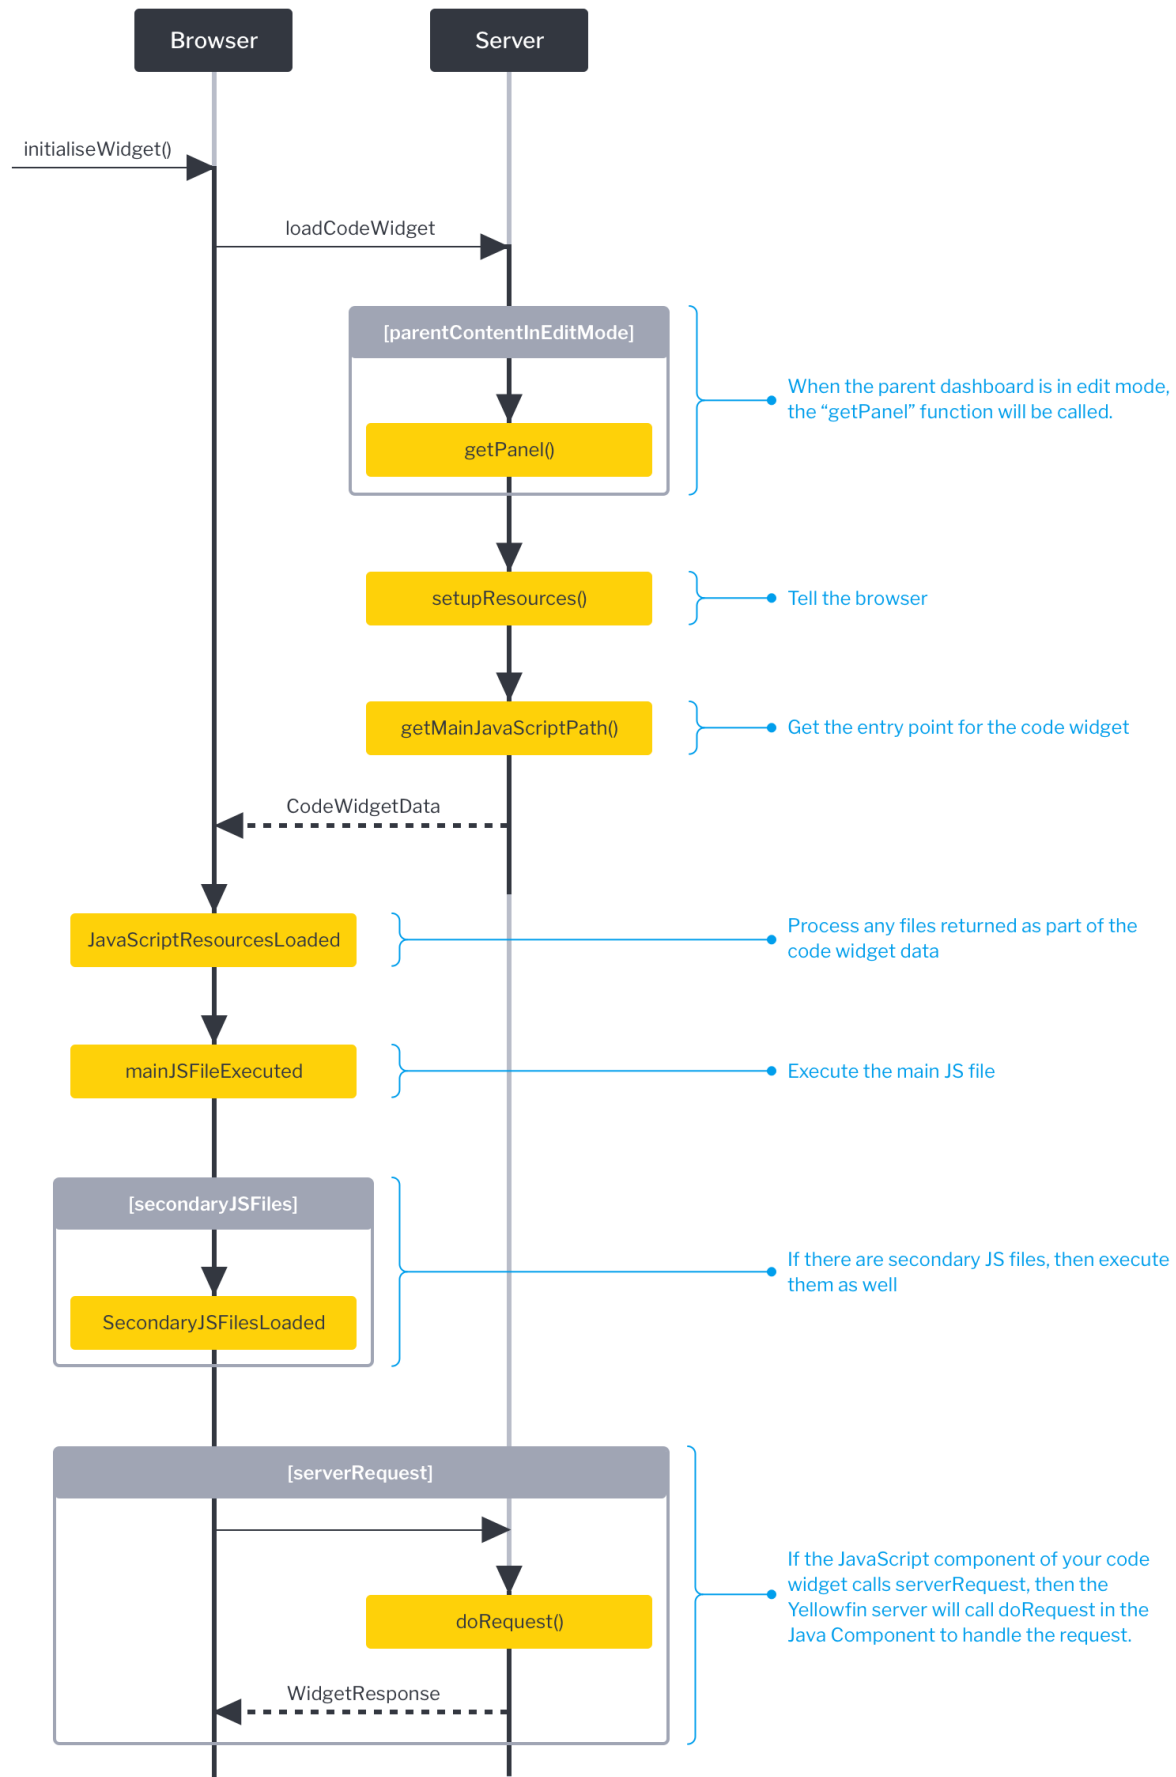 Browser
Server
initialiseWidget()
loadCodeWidget
[parentContentInEditMode]
When the parent dashboard is in edit mode,
the “getPanel” function will be called.
getPanel()
setupResources()
Tell the browser
getMainJavaScriptPath()
Get the entry point for the code widget
CodeWidgetData
JavaScriptResourcesLoaded
Process any files returned as part of the
code widget data
mainJSFileExecuted
Execute the main JS file
[secondaryJSFiles]
If there are secondary JS files, then execute
them as well
SecondaryJSFilesLoaded
[serverRequest]
If the JavaScript component of your code
widget calls serverRequest, then the
Yellowfin server will call doRequest in the
Java Component to handle the request.
doRequest()
WidgetResponse